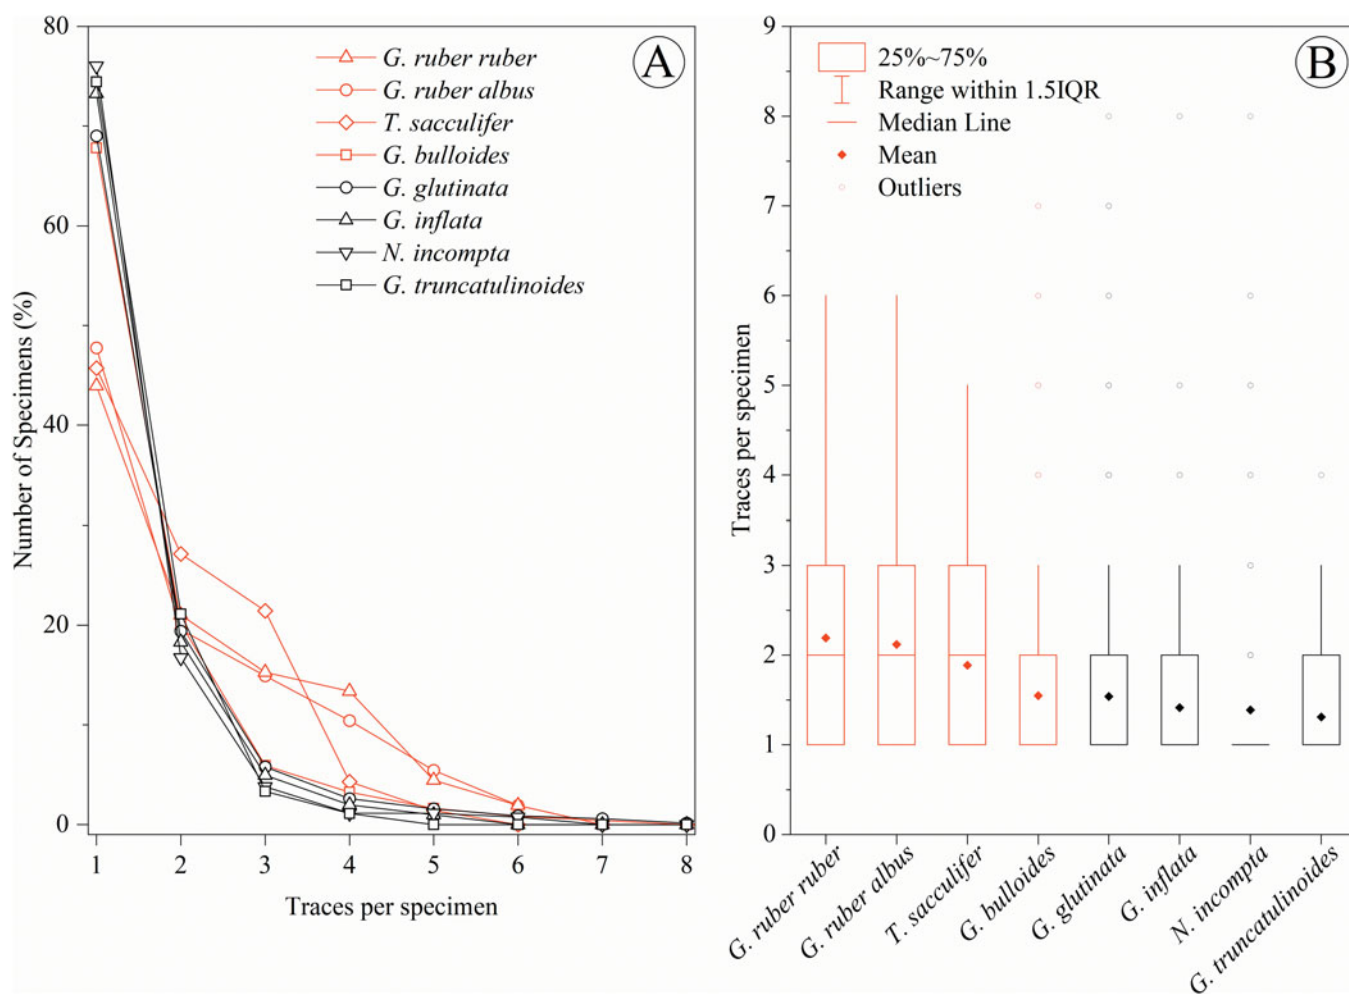 A
80
60
40
20
0
Number of Specimens (%)
G. ruber ruber
G. ruber albus
T. sacculifer
G. bulloides
G. glutinata
G. inflata
N. incompta
G. truncatulinoides
1 2 3 4 5 6 7 8
Traces per specimen
B
9
8
7
6
5
4
3
2
1
0
Traces per specimen
25%~75%
Range within 1.5IQR
Median Line
Mean
Outliers
G. ruber ruber
G. ruber albus
T. sacculifer
G. bulloides
G. glutinata
G. inflata
N. incompta
G. truncatulinoides